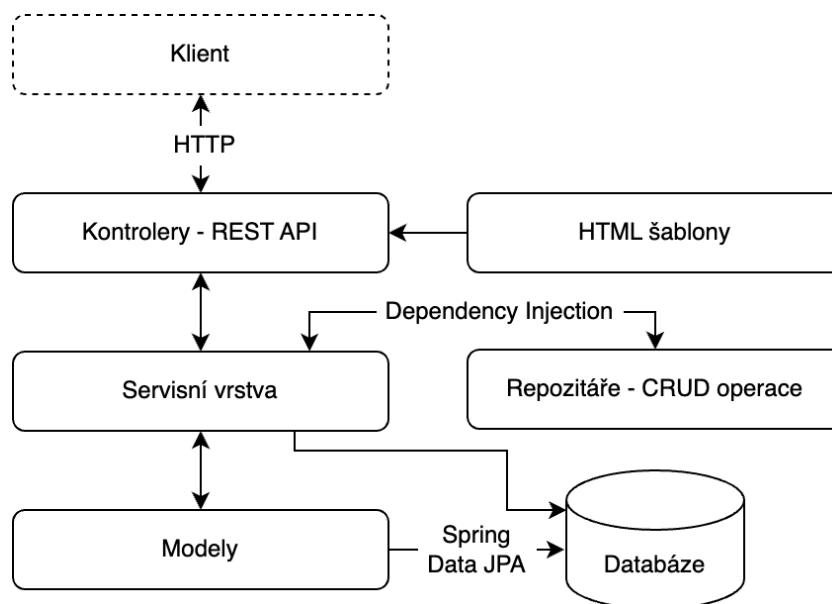 Klient
HTTP
Kontrolery - REST API
HTML šablony
Dependency Injection
Servisní vrstva
Repozitáře - CRUD operace
Modely
Spring
Data JPA
Databáze